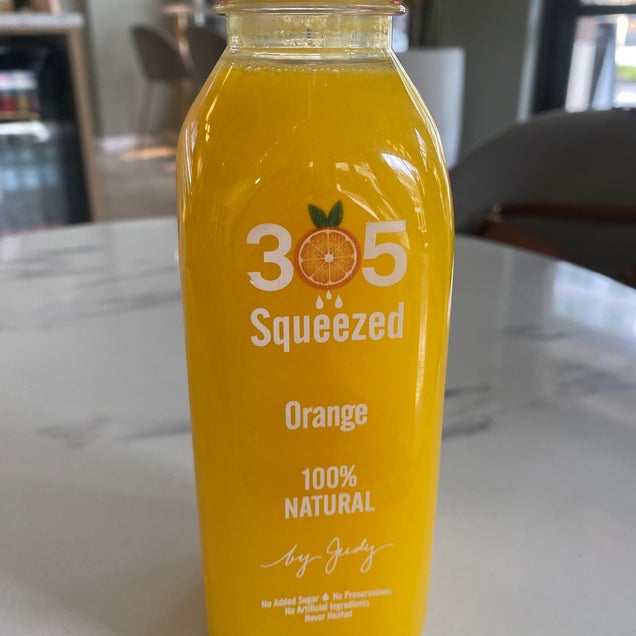 305
Squeezed
Orange
100%
NATURAL
by Judy
No Added Sugar No Preservatives
No Artificial Ingredients
Never Heated